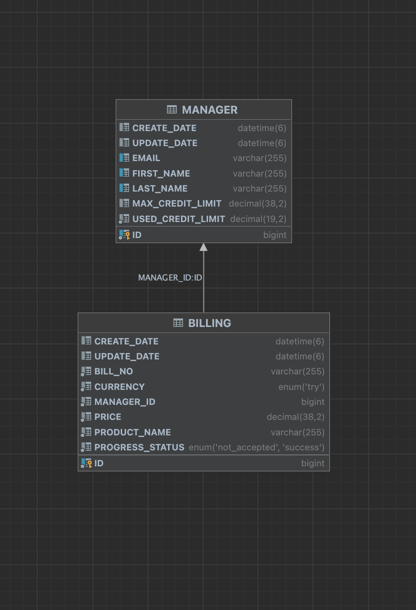 MANAGER
CREATE_DATE datetime(6)
UPDATE_DATE datetime(6)
EMAIL varchar(255)
FIRST_NAME varchar(255)
LAST_NAME varchar(255)
MAX_CREDIT_LIMIT decimal(38,2)
USED_CREDIT_LIMIT decimal(19,2)
ID bigint
MANAGER_ID:ID
BILLING
CREATE_DATE datetime(6)
UPDATE_DATE datetime(6)
BILL_NO varchar(255)
CURRENCY enum('try')
MANAGER_ID bigint
PRICE decimal(38,2)
PRODUCT_NAME varchar(255)
PROGRESS_STATUS enum('not_accepted', 'success')
ID bigint